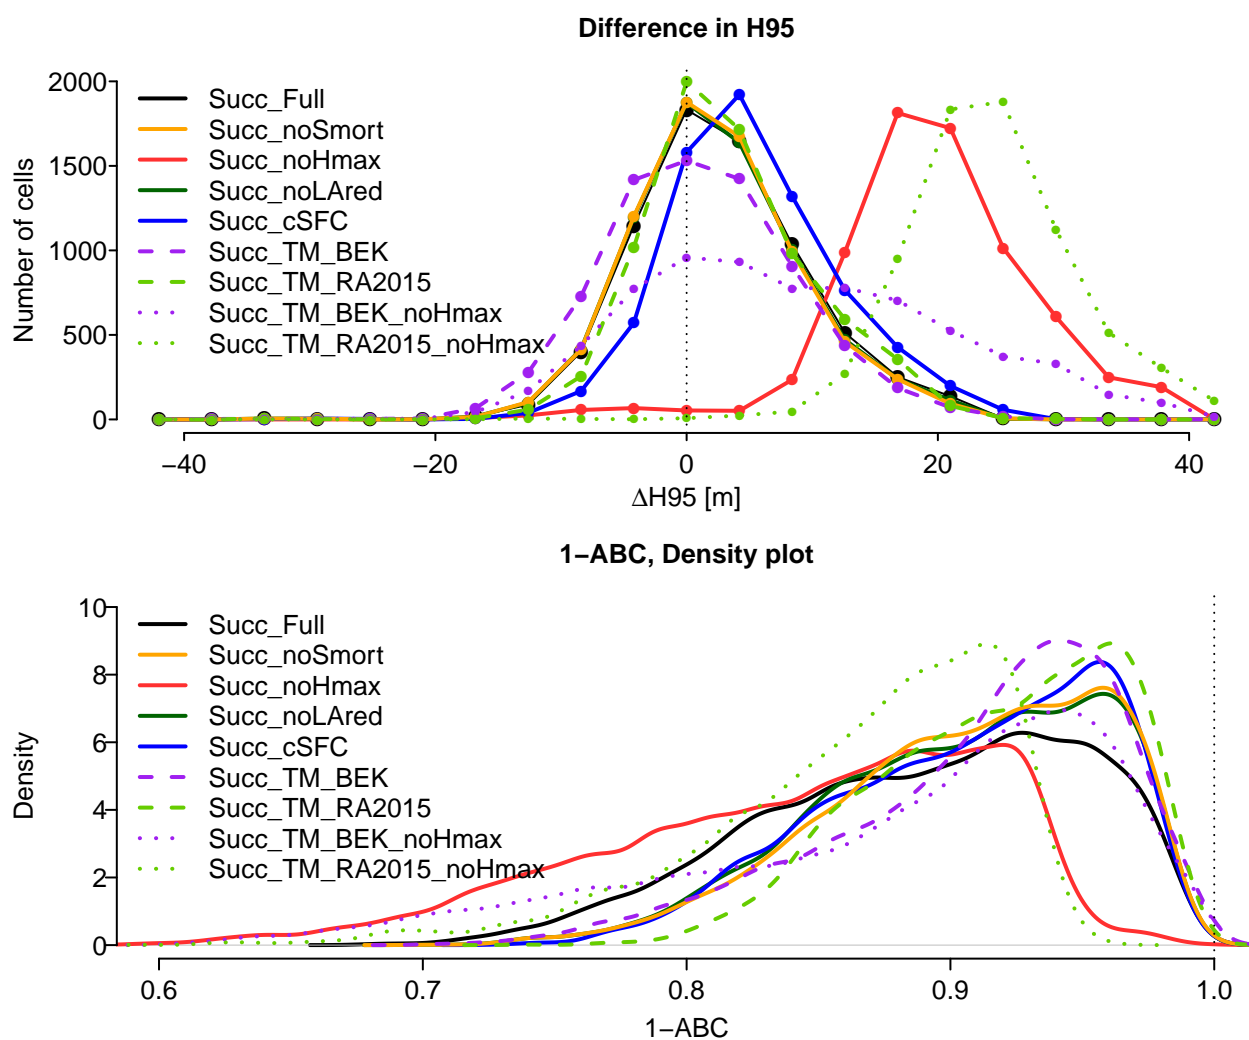 Difference in H95
Number of cells
2000
1500
1000
500
0
Succ_Full
Succ_noSmort
Succ_noHmax
Succ_noLAred
Succ_cSFC
Succ_TM_BEK
Succ_TM_RA2015
Succ_TM_BEK_noHmax
Succ_TM_RA2015_noHmax
−40 −20 0 20 40
ΔH95 [m]
1−ABC, Density plot
Density
10
8
6
4
2
0
Succ_Full
Succ_noSmort
Succ_noHmax
Succ_noLAred
Succ_cSFC
Succ_TM_BEK
Succ_TM_RA2015
Succ_TM_BEK_noHmax
Succ_TM_RA2015_noHmax
0.6 0.7 0.8 0.9 1.0
1−ABC